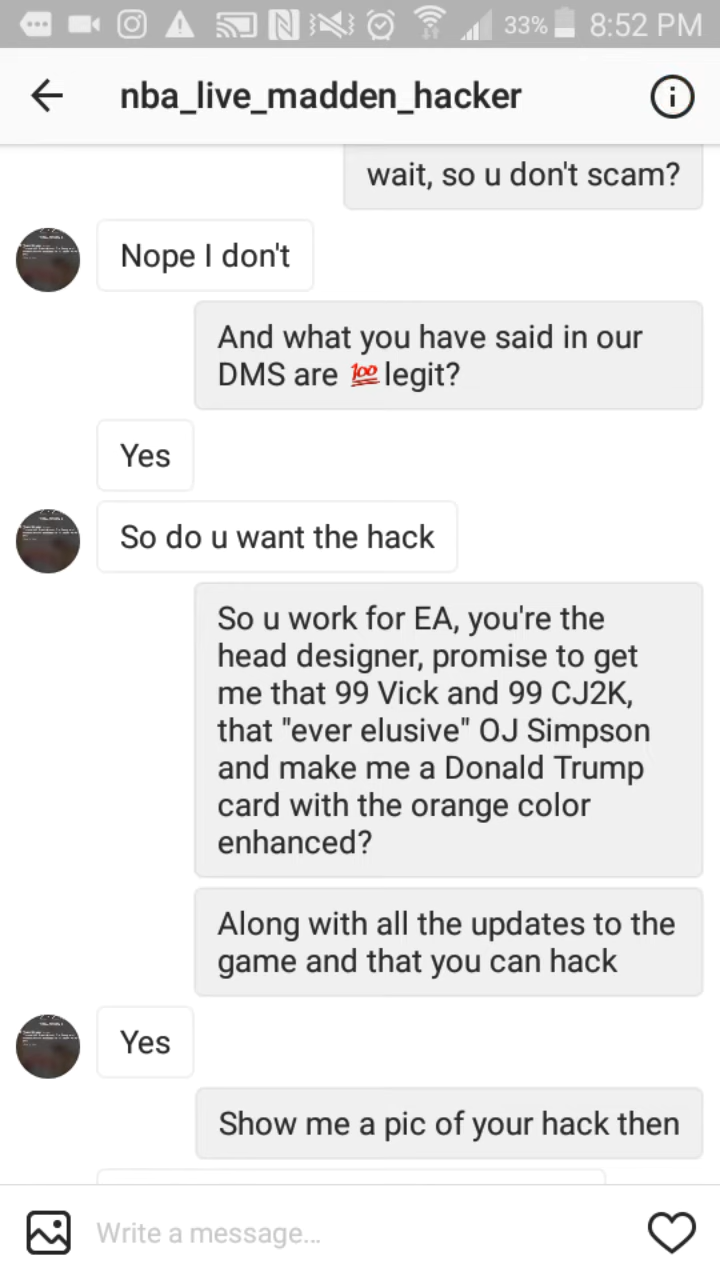 33% 8:52 PM
nba_live_madden_hacker
wait, so u don't scam?
Nope I don't
And what you have said in our
DMS are 💯 legit?
Yes
So do u want the hack
So u work for EA, you're the
head designer, promise to get
me that 99 Vick and 99 CJ2K,
that "ever elusive" OJ Simpson
and make me a Donald Trump
card with the orange color
enhanced?
Along with all the updates to the
game and that you can hack
Yes
Show me a pic of your hack then
Write a message...